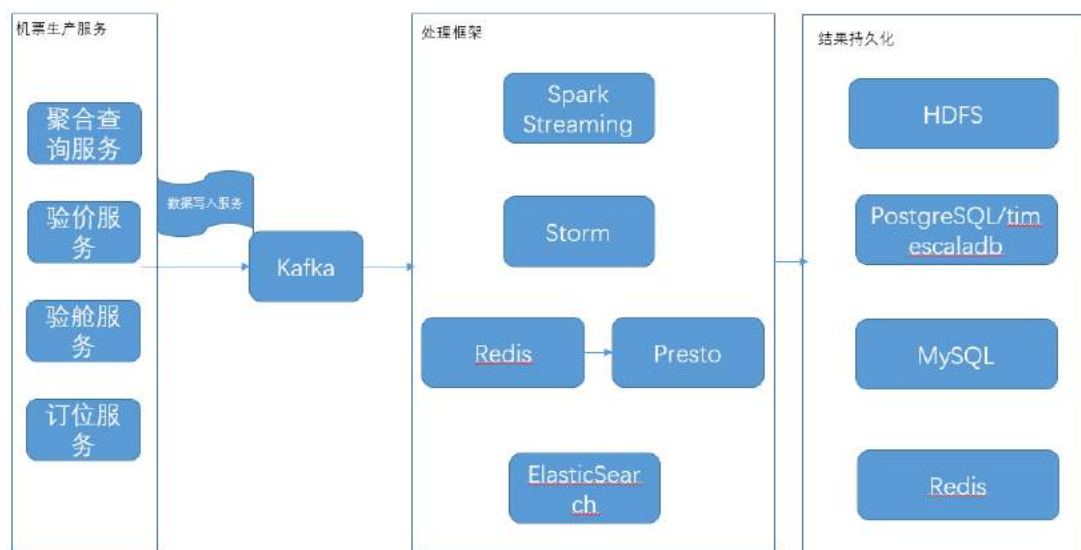 机票生产服务
聚合查
询服务
验价服
务
验舱服
务
订位服
务
数据写入服务
Kafka
处理框架
Spark
Streaming
Storm
Redis
Presto
ElasticSear
ch
结果持久化
HDFS
PostgreSQL/tim
escaladb
MySQL
Redis